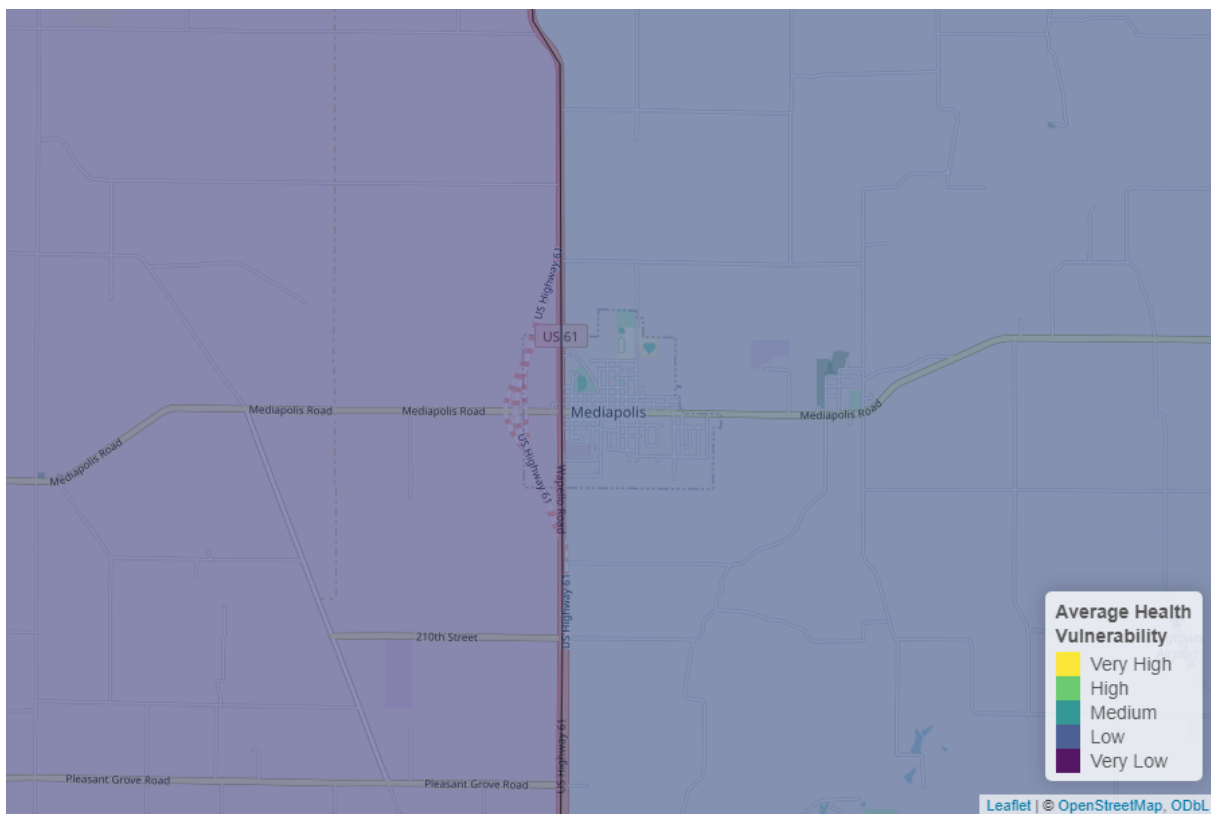 US Highway 61
US 61
Mediapolis Road
Mediapolis Road
Mediapolis
Mediapolis Road
Mediapolis Road
US Highway 61
Wapello Road
US Highway 61
210th Street
US Highway 61
Pleasant Grove Road
Pleasant Grove Road
Average Health
Vulnerability
Very High
High
Medium
Low
Very Low
Leaflet | © OpenStreetMap, ODbL